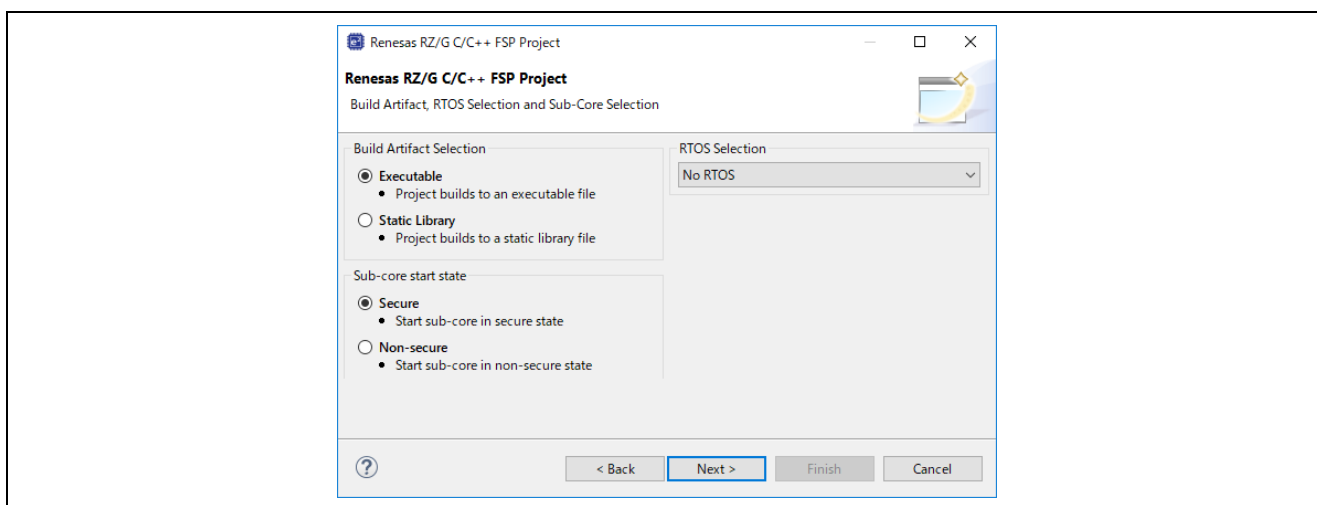 Renesas RZ/G C/C++ FSP Project
Renesas RZ/G C/C++ FSP Project
Build Artifact, RTOS Selection and Sub-Core Selection
Build Artifact Selection
Executable
• Project builds to an executable file
Static Library
• Project builds to a static library file
Sub-core start state
Secure
• Start sub-core in secure state
Non-secure
• Start sub-core in non-secure state
RTOS Selection
No RTOS
?
< Back
Next >
Finish
Cancel